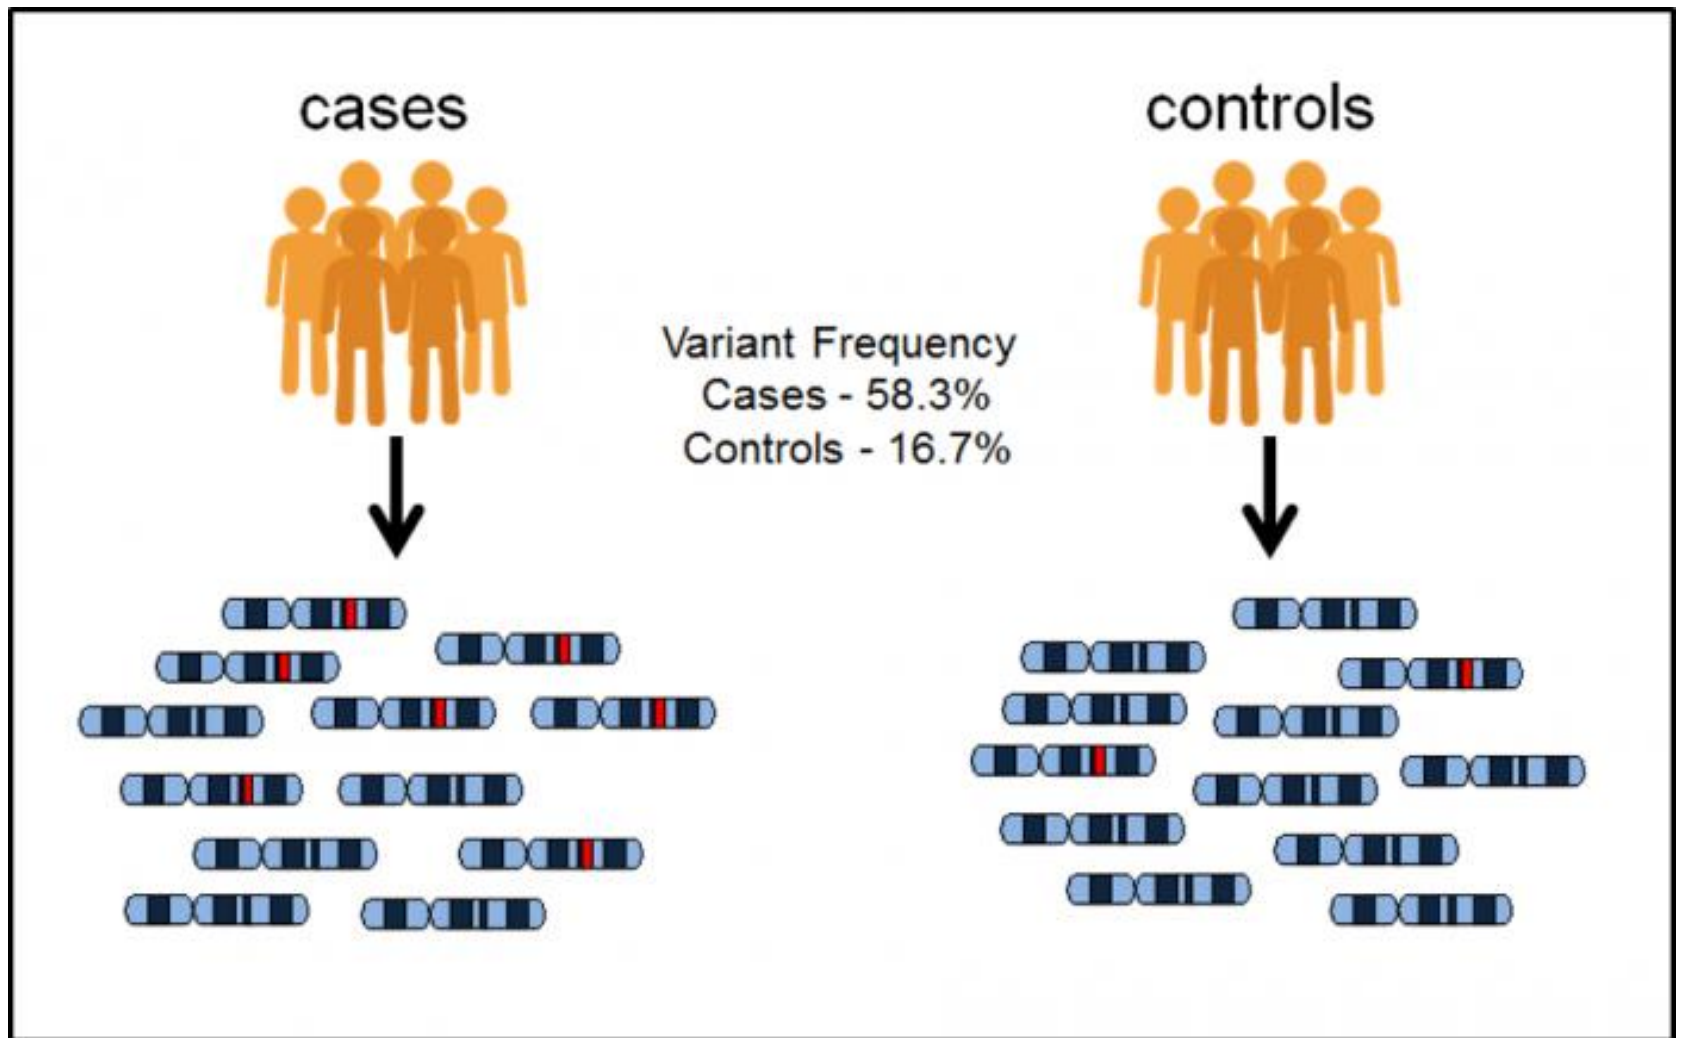 cases
controls
Variant Frequency
Cases - 58.3%
Controls - 16.7%